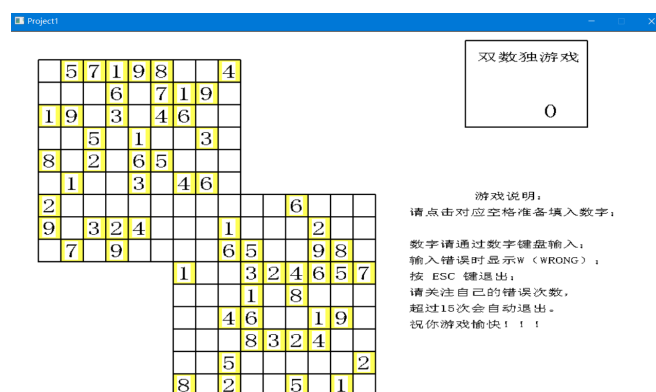 Project1
5 7 1 9 8 4
6 7 1 9
1 9 3 4 6
5 1 3
8 2 6 5
1 3 4 6
2 6
9 3 2 4 1 2
7 9 6 5 9 8
1 3 2 4 6 5 7
1 8
4 6 1 9
8 3 2 4
5 2
8 2 5 1
双数独游戏
0
游戏说明：
请点击对应空格准备填入数字；
数字请通过数字键盘输入；
输入错误时显示W（WRONG）；
按 ESC 键退出；
请关注自己的错误次数，
超过15次会自动退出。
祝你游戏愉快！！！